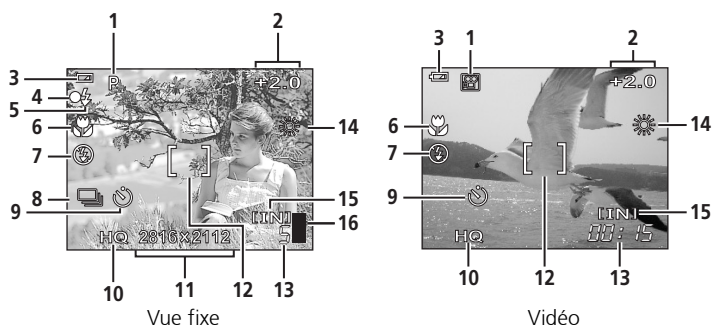 1 2
3 P +2.0
4
5
6
7 14
8 15
9 [IN] 16
HQ 2816x2112 5
10 11 12 13
Vue fixe
3 1 2
+2.0
6 14
7
9 15
[IN]
HQ 00:15
10 12 13
Vidéo